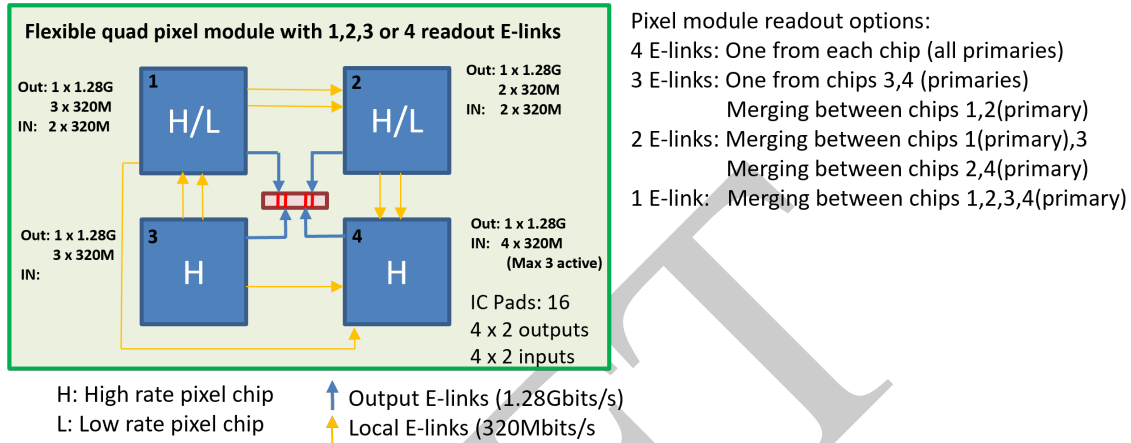 Flexible quad pixel module with 1,2,3 or 4 readout E-links
Out: 1 x 1.28G
3 x 320M
IN: 2 x 320M
1
H/L
2
H/L
Out: 1 x 1.28G
2 x 320M
IN: 2 x 320M
Out: 1 x 1.28G
3 x 320M
IN:
3
H
4
H
Out: 1 x 1.28G
IN: 4 x 320M
(Max 3 active)
IC Pads: 16
4 x 2 outputs
4 x 2 inputs
H: High rate pixel chip
L: Low rate pixel chip
Output E-links (1.28Gbits/s)
Local E-links (320Mbits/s
Pixel module readout options:
4 E-links: One from each chip (all primaries)
3 E-links: One from chips 3,4 (primaries)
Merging between chips 1,2(primary)
2 E-links: Merging between chips 1(primary),3
Merging between chips 2,4(primary)
1 E-link: Merging between chips 1,2,3,4(primary)